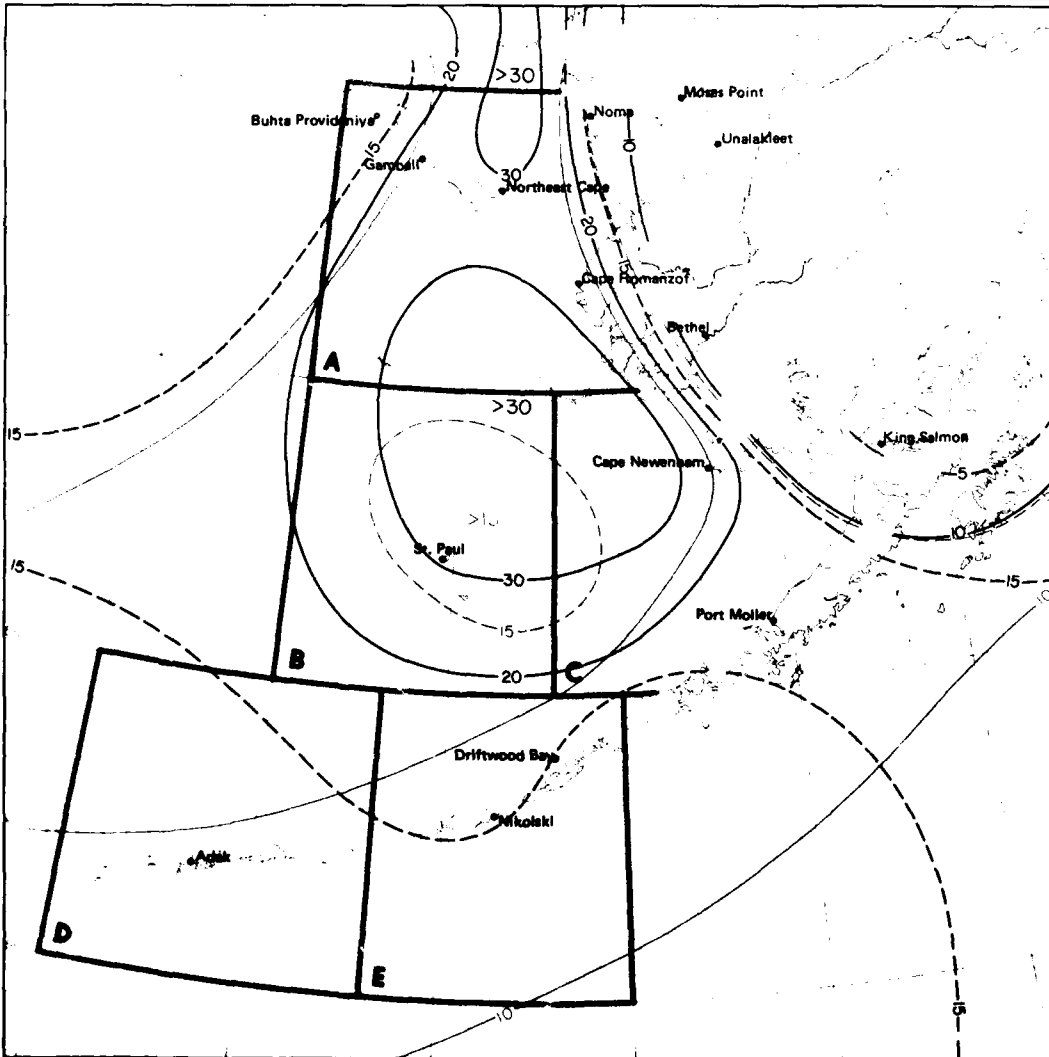 20
>30
Moses Point
Buhta Provideniya
Nome
10
Unalakleet
15
Gambell
30
Northeast Cape
20
15
Cape Romanzof
Bethel
A
>30
15
King Salmon
Cape Newenham
5
St. Paul
10
15
30
15
10
Port Moller
15
B
20
C
Driftwood Bay
Nikolski
Adak
D
E
10
15